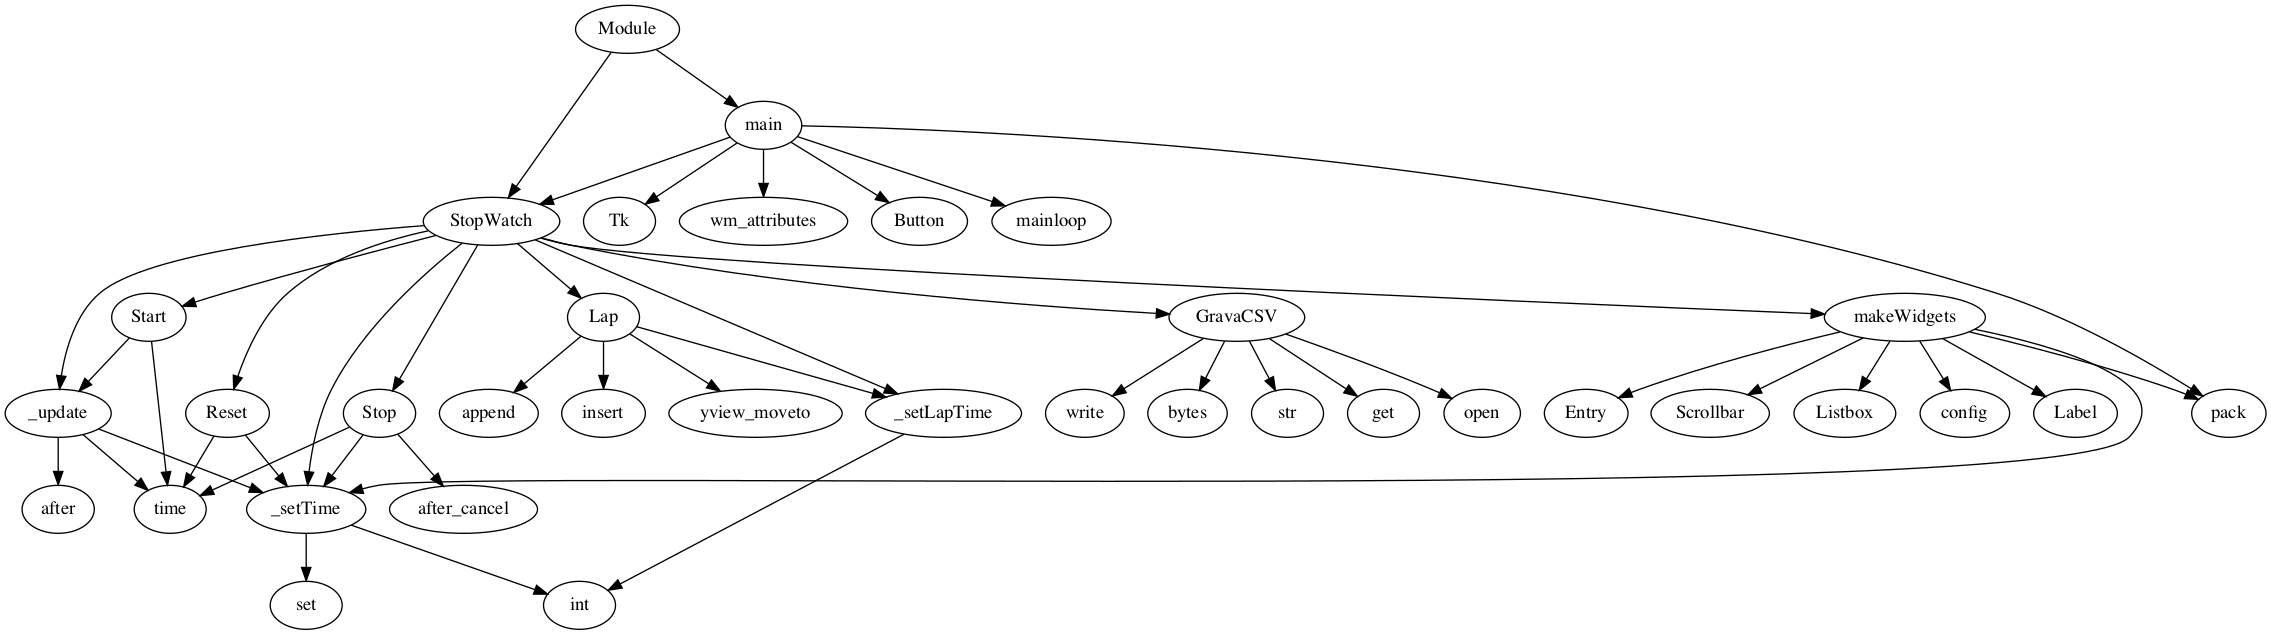 Module
main
StopWatch
Tk
wm_attributes
Button
mainloop
Start
Lap
GravaCSV
makeWidgets
_update
Reset
Stop
append
insert
yview_moveto
_setLapTime
write
bytes
str
get
open
Entry
Scrollbar
Listbox
config
Label
pack
after
time
_setTime
after_cancel
set
int